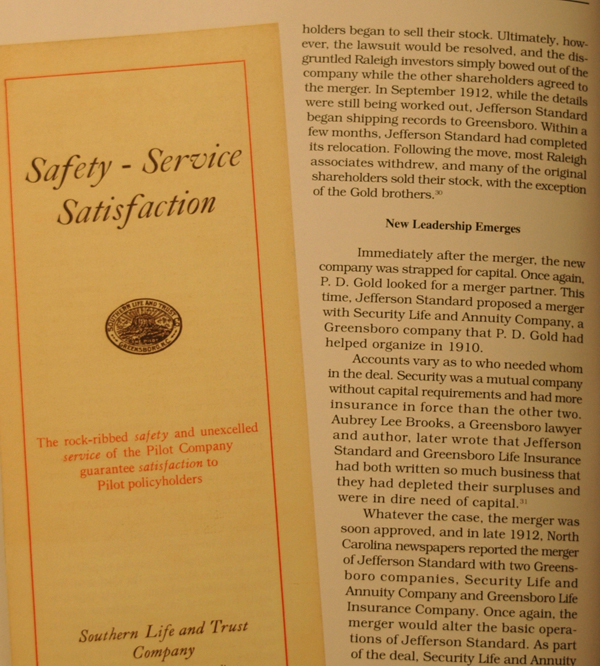 Safety - Service
Satisfaction
SOUTHERN LIFE AND TRUST CO.
GREENSBORO, N.C.
The rock-ribbed safety and unexcelled
service of the Pilot Company
guarantee satisfaction to
Pilot policyholders
Southern Life and Trust
Company
holders began to sell their stock. Ultimately, how-
ever, the lawsuit would be resolved, and the dis-
gruntled Raleigh investors simply bowed out of the
company while the other shareholders agreed to
the merger. In September 1912, while the details
were still being worked out, Jefferson Standard
began shipping records to Greensboro. Within a
few months, Jefferson Standard had completed
its relocation. Following the move, most Raleigh
associates withdrew, and many of the original
shareholders sold their stock, with the exception
of the Gold brothers.30
New Leadership Emerges
Immediately after the merger, the new
company was strapped for capital. Once again,
P. D. Gold looked for a merger partner. This
time, Jefferson Standard proposed a merger
with Security Life and Annuity Company, a
Greensboro company that P. D. Gold had
helped organize in 1910.
Accounts vary as to who needed whom
in the deal. Security was a mutual company
without capital requirements and had more
insurance in force than the other two.
Aubrey Lee Brooks, a Greensboro lawyer
and author, later wrote that Jefferson
Standard and Greensboro Life Insurance
had both written so much business that
they had depleted their surpluses and
were in dire need of capital.31
Whatever the case, the merger was
soon approved, and in late 1912, North
Carolina newspapers reported the merger
of Jefferson Standard with two Greens-
boro companies, Security Life and
Annuity Company and Greensboro Life
Insurance Company. Once again, the
merger would alter the basic opera-
tions of Jefferson Standard. As part
of the deal, Security Life and Annuity